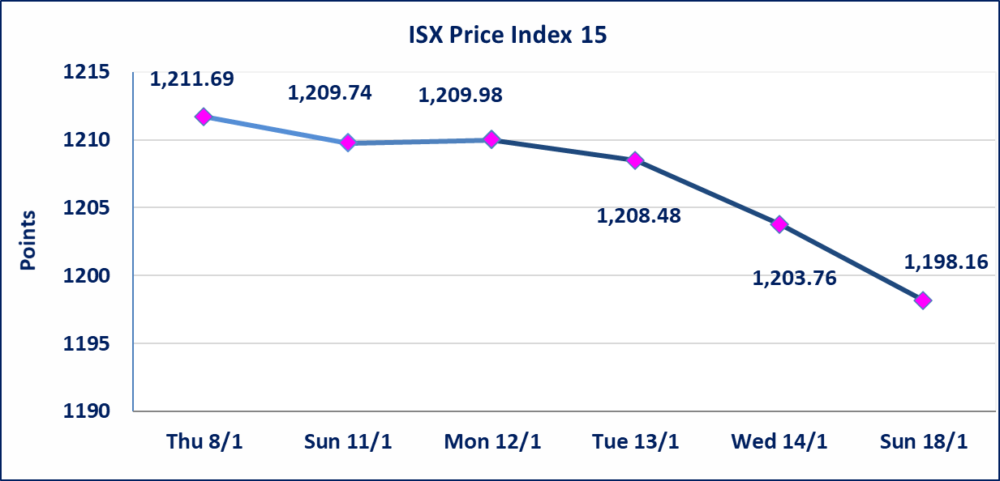 ISX Price Index 15
1215
1210
1205
1200
1195
1190
Points
1,211.69
1,209.74
1,209.98
1,208.48
1,203.76
1,198.16
Thu 8/1
Sun 11/1
Mon 12/1
Tue 13/1
Wed 14/1
Sun 18/1